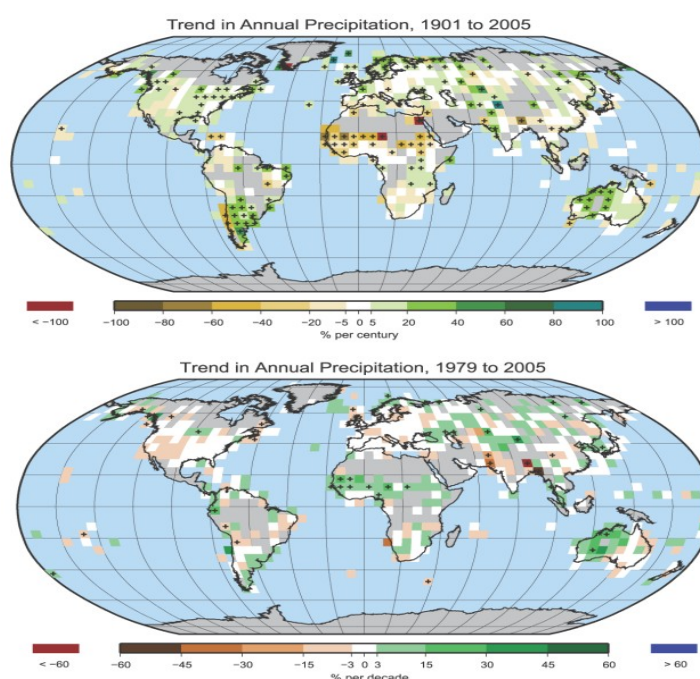 Trend in Annual Precipitation, 1901 to 2005
< −100 −100 −80 −60 −40 −20 −5 0 5 20 40 60 80 100 > 100
% per century
Trend in Annual Precipitation, 1979 to 2005
< −60 −60 −45 −30 −15 −3 0 3 15 30 45 60 > 60
% per decade